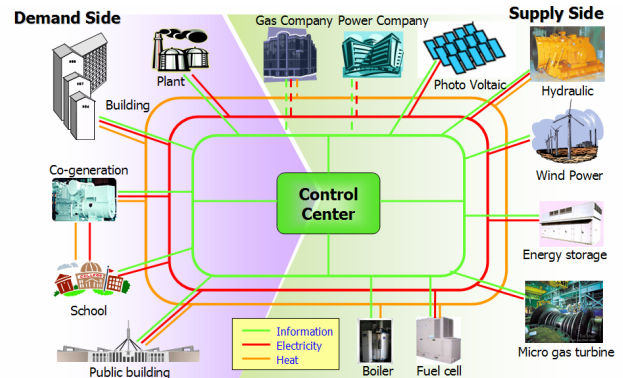 Demand Side
Gas Company
Power Company
Supply Side
Plant
Photo Voltaic
Hydraulic
Building
Wind Power
Co-generation
Control
Center
Energy storage
School
Information
Electricity
Heat
Micro gas turbine
Public building
Boiler
Fuel cell